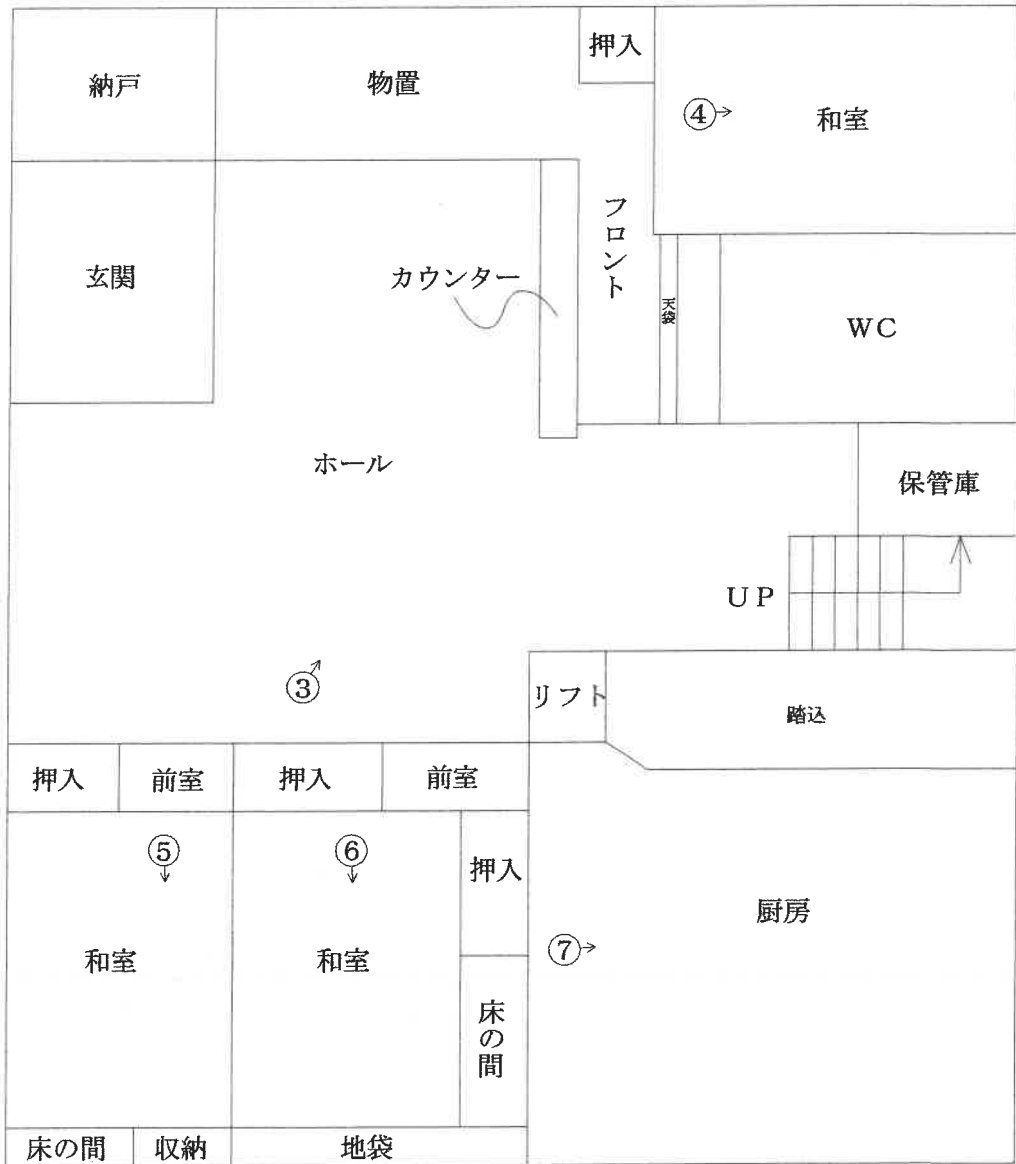 押入
納戸
物置
④→
和室
フロント
玄関
カウンター
天袋
WC
ホール
保管庫
UP
③
リフト
踏込
押入
前室
押入
前室
⑤
⑥
押入
厨房
⑦→
和室
和室
床の間
床の間
収納
地袋